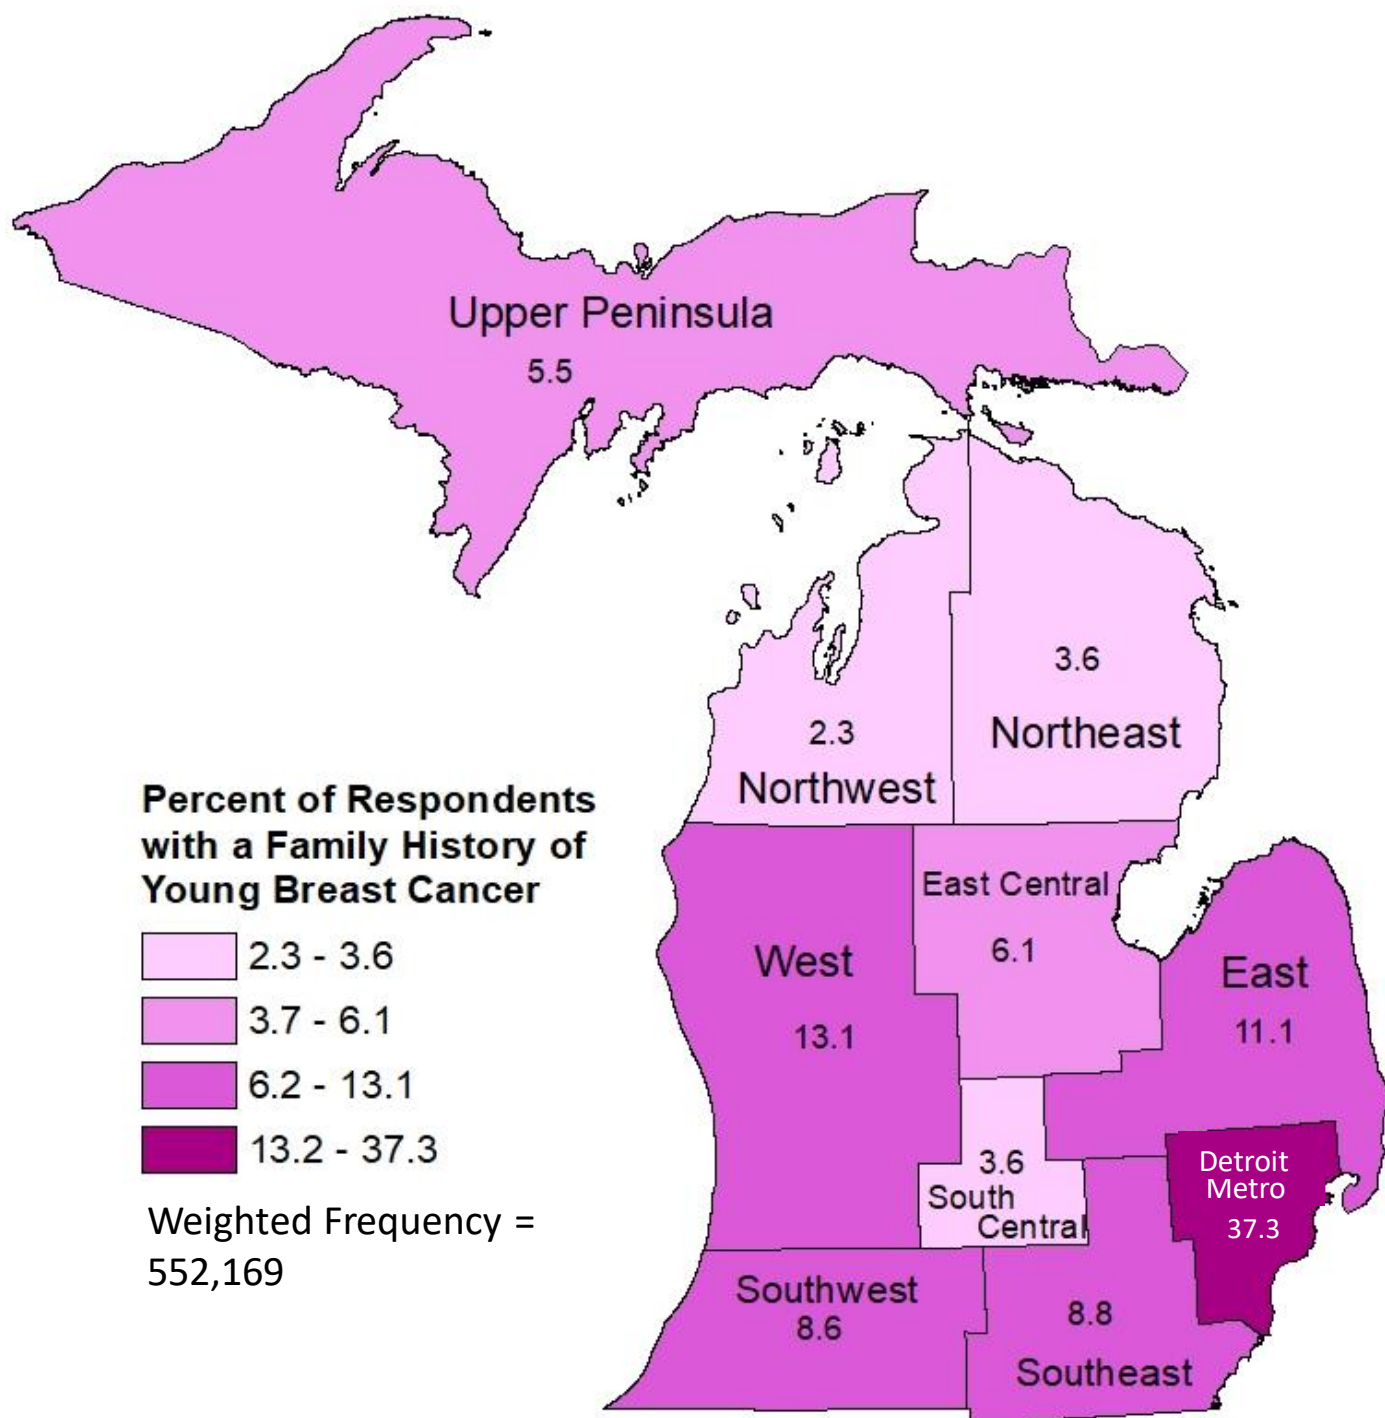 Upper Peninsula
5.5
3.6
Northeast
2.3
Northwest
Percent of Respondents
with a Family History of
Young Breast Cancer
2.3 - 3.6
3.7 - 6.1
6.2 - 13.1
13.2 - 37.3
Weighted Frequency =
552,169
East Central
6.1
West
13.1
East
11.1
3.6
South
Central
Detroit
Metro
37.3
Southwest
8.6
8.8
Southeast